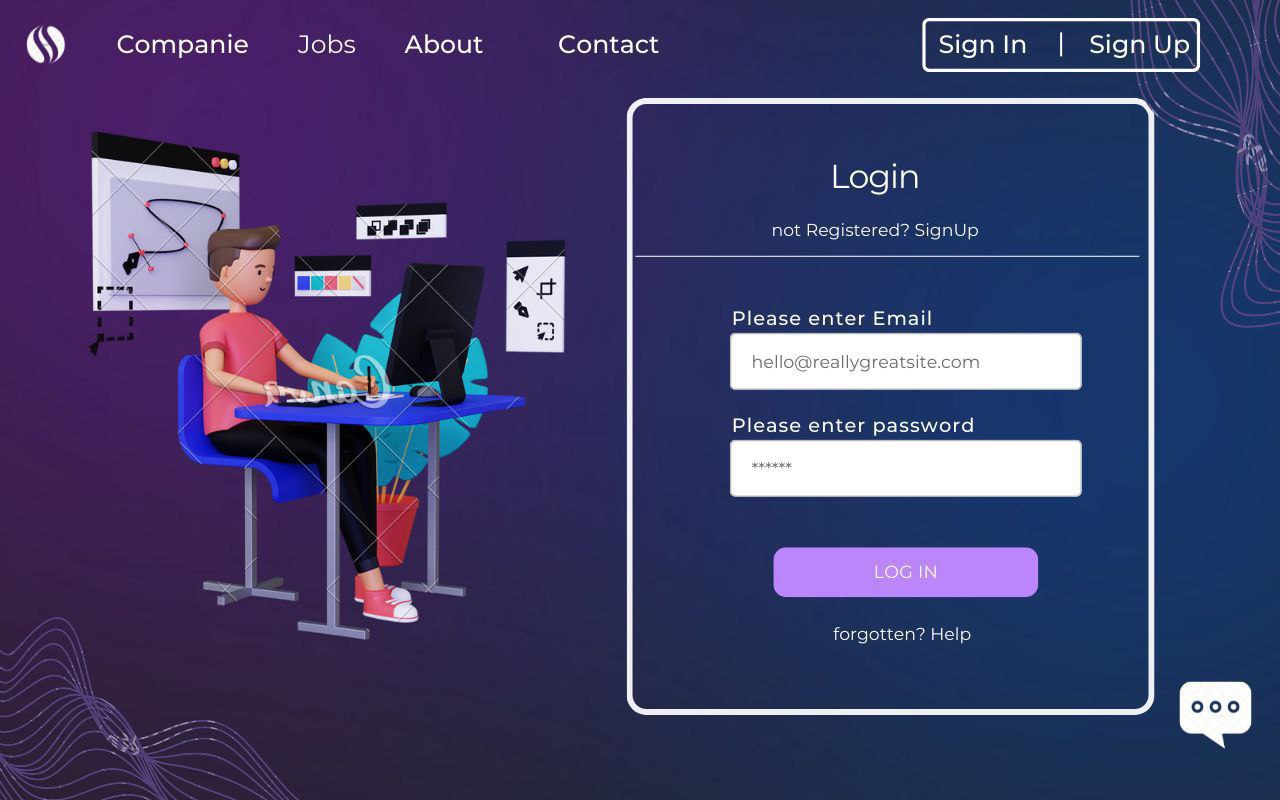 Companie Jobs About Contact Sign In | Sign Up
Login
not Registered? SignUp
Please enter Email
hello@reallygreatsite.com
Please enter password
******
LOG IN
forgotten? Help
Canva